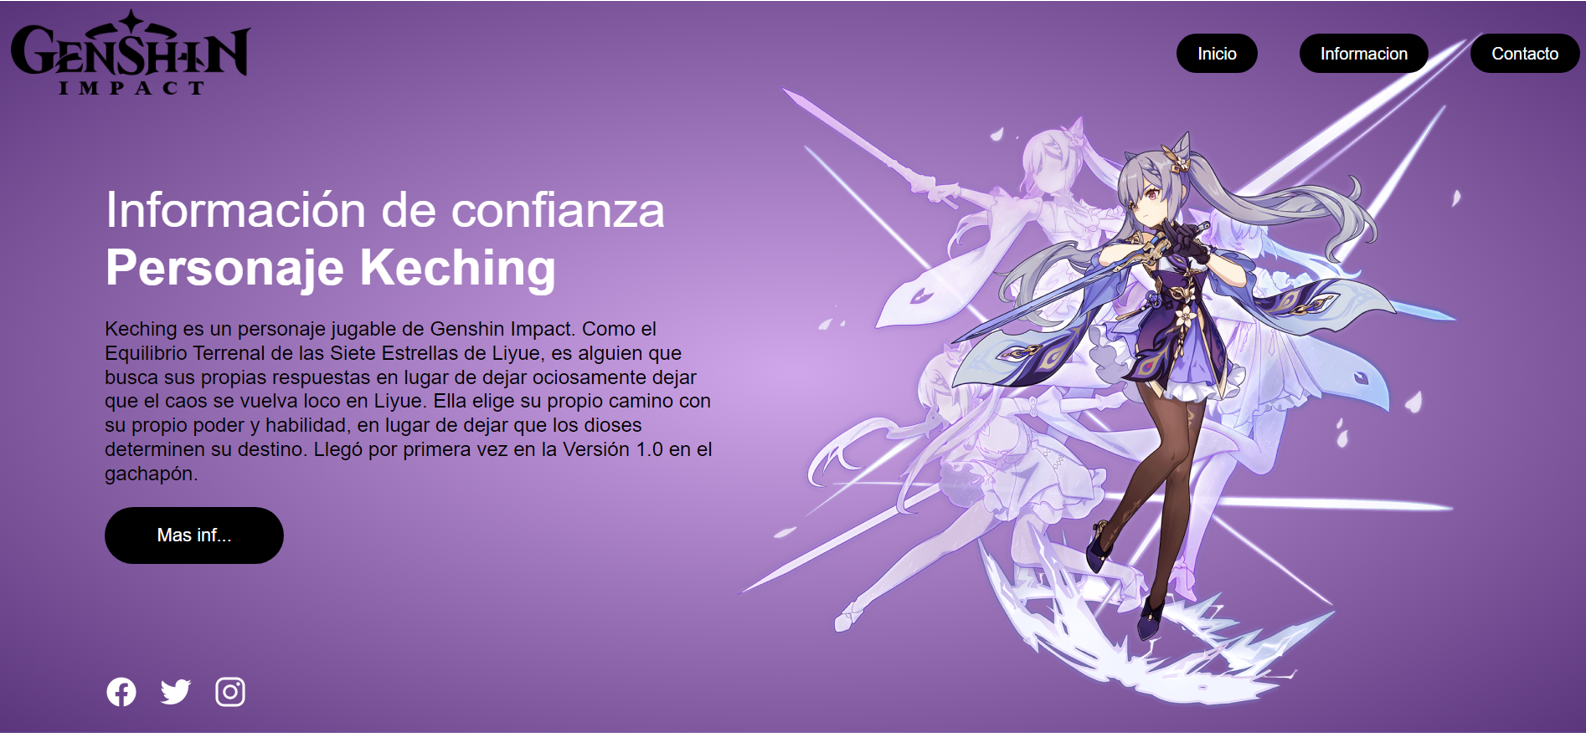 GENSHIN
IMPACT
Inicio
Informacion
Contacto
Información de confianza
Personaje Keching
Keching es un personaje jugable de Genshin Impact. Como el
Equilibrio Terrenal de las Siete Estrellas de Liyue, es alguien que
busca sus propias respuestas en lugar de dejar ociosamente dejar
que el caos se vuelva loco en Liyue. Ella elige su propio camino con
su propio poder y habilidad, en lugar de dejar que los dioses
determinen su destino. Llegó por primera vez en la Versión 1.0 en el
gachapón.
Mas inf...